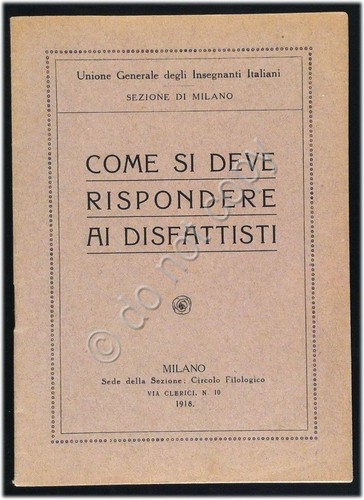 Unione Generale degli Insegnanti Italiani
SEZIONE DI MILANO
COME SI DEVE
RISPONDERE
AI DISFATTISTI
© do not copy
MILANO
Sede della Sezione: Circolo Filologico
VIA CLERICI, N. 10
1918.